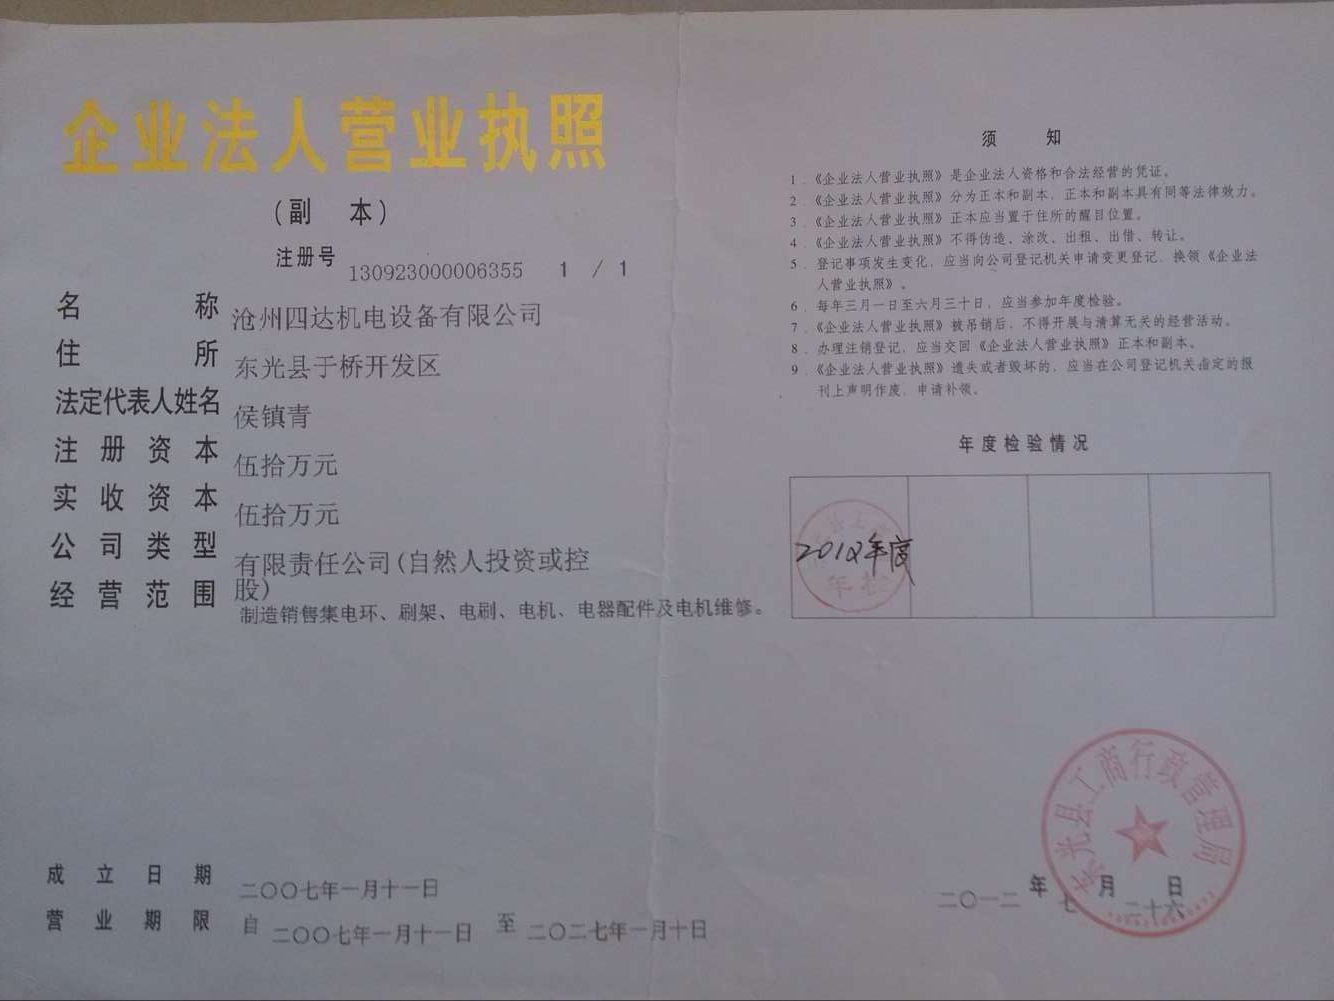 企业法人营业执照
(副 本)
注册号 130923000006355 1 / 1
名 称 沧州四达机电设备有限公司
住 所 东光县于桥开发区
法定代表人姓名 侯镇青
注册资本 伍拾万元
实收资本 伍拾万元
公司类型 有限责任公司(自然人投资或控
股)
经营范围 制造销售集电环、刷架、电刷、电机、电器配件及电机维修。
成立日期 二〇〇七年一月十一日
营业期限 自 二〇〇七年一月十一日 至 二〇二七年一月十日
须 知
1．《企业法人营业执照》是企业法人资格和合法经营的凭证。
2．《企业法人营业执照》分为正本和副本，正本和副本具有同等法律效力。
3．《企业法人营业执照》正本应当置于住所的醒目位置。
4．《企业法人营业执照》不得伪造、涂改、出租、出借、转让。
5．登记事项发生变化，应当向公司登记机关申请变更登记，换领《企业法
人营业执照》。
6．每年三月一日至六月三十日，应当参加年度检验。
7．《企业法人营业执照》被吊销后，不得开展与清算无关的经营活动。
8．办理注销登记，应当交回《企业法人营业执照》正本和副本。
9．《企业法人营业执照》遗失或者毁坏的，应当在公司登记机关指定的报
刊上声明作废，申请补领。
年度检验情况
2012年度
东光县工商行政管理局
二〇一二年七月二十六日